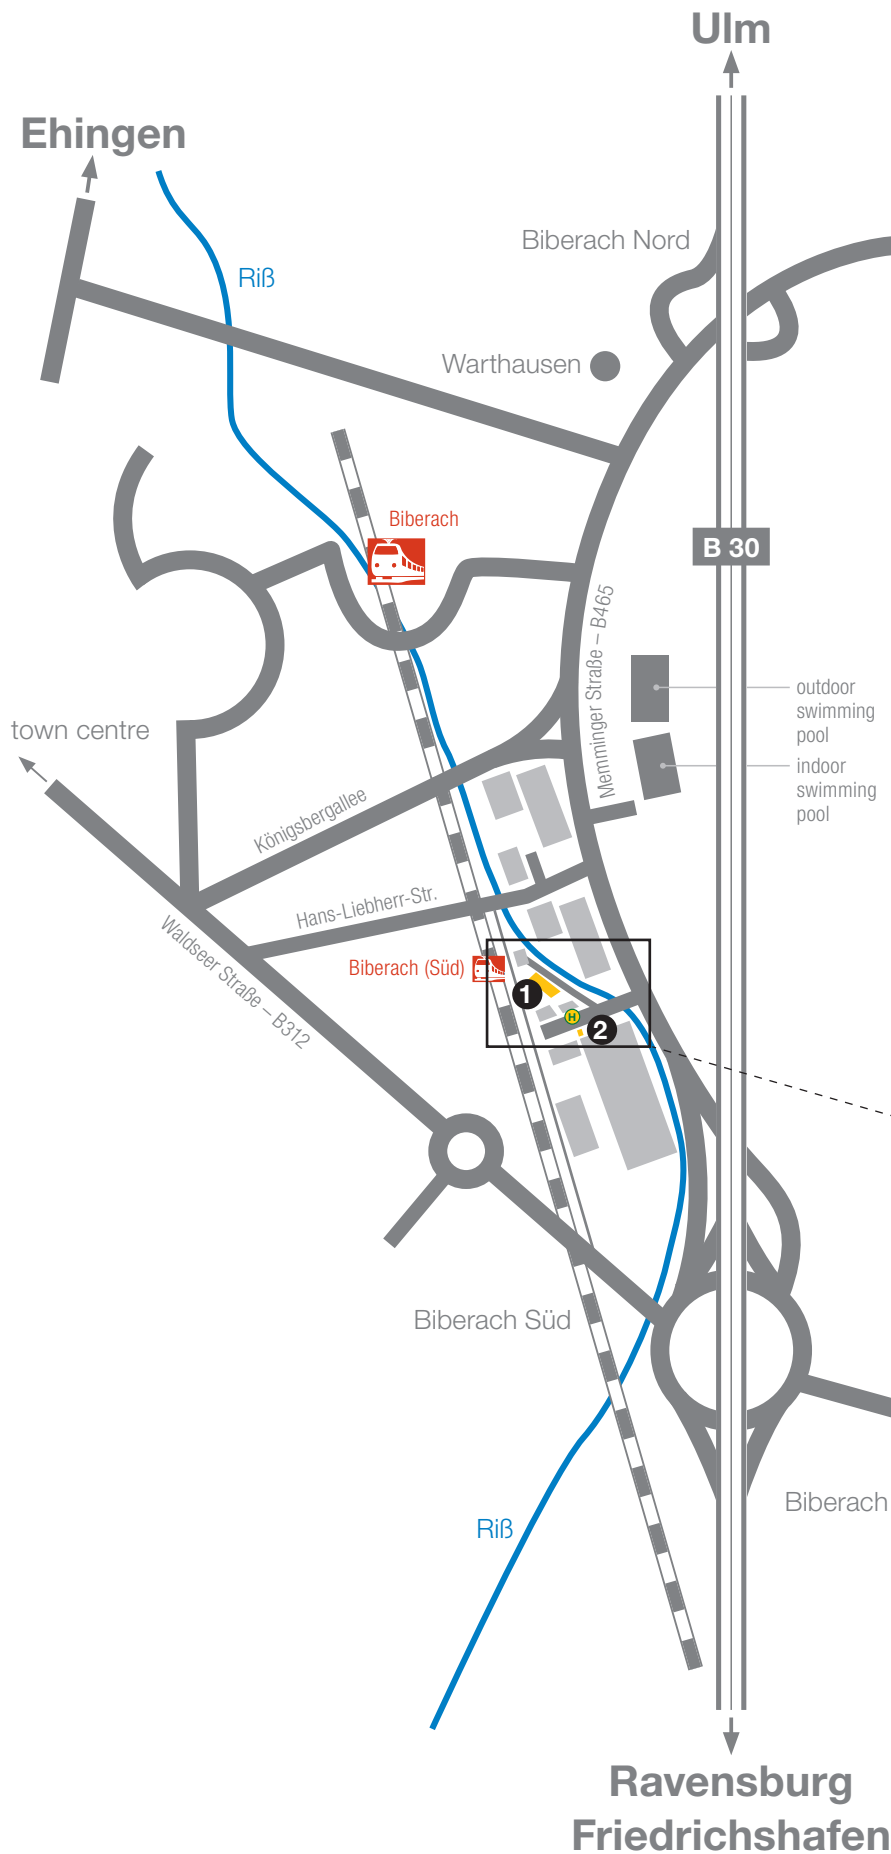 Ulm
Ehingen
Biberach Nord
Riß
Warthausen
Biberach
B 30
Memminger Straße – B465
outdoor
swimming
pool
town centre
indoor
swimming
pool
Königsbergallee
Hans-Liebherr-Str.
Waldseer Straße – B312
Biberach (Süd)
1
H
2
Biberach Süd
Biberach
Riß
Ravensburg
Friedrichshafen